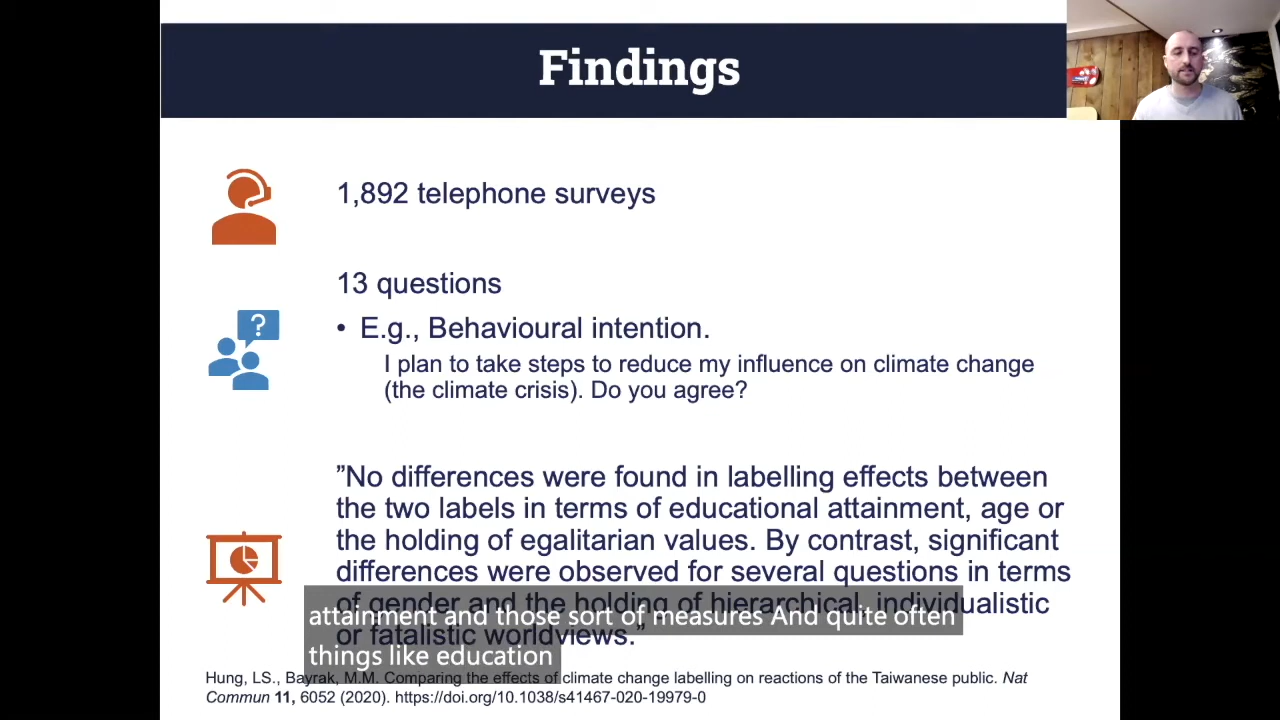 Findings
1,892 telephone surveys
13 questions
?
• E.g., Behavioural intention.
I plan to take steps to reduce my influence on climate change
(the climate crisis). Do you agree?
”No differences were found in labelling effects between
the two labels in terms of educational attainment, age or
the holding of egalitarian values. By contrast, significant
differences were observed for several questions in terms
of gender and the holding of hierarchical, individualistic
or fatalistic worldviews.”
attainment and those sort of measures And quite often
things like education
Hung, LS., Bayrak, M.M. Comparing the effects of climate change labelling on reactions of the Taiwanese public. Nat
Commun 11, 6052 (2020). https://doi.org/10.1038/s41467-020-19979-0